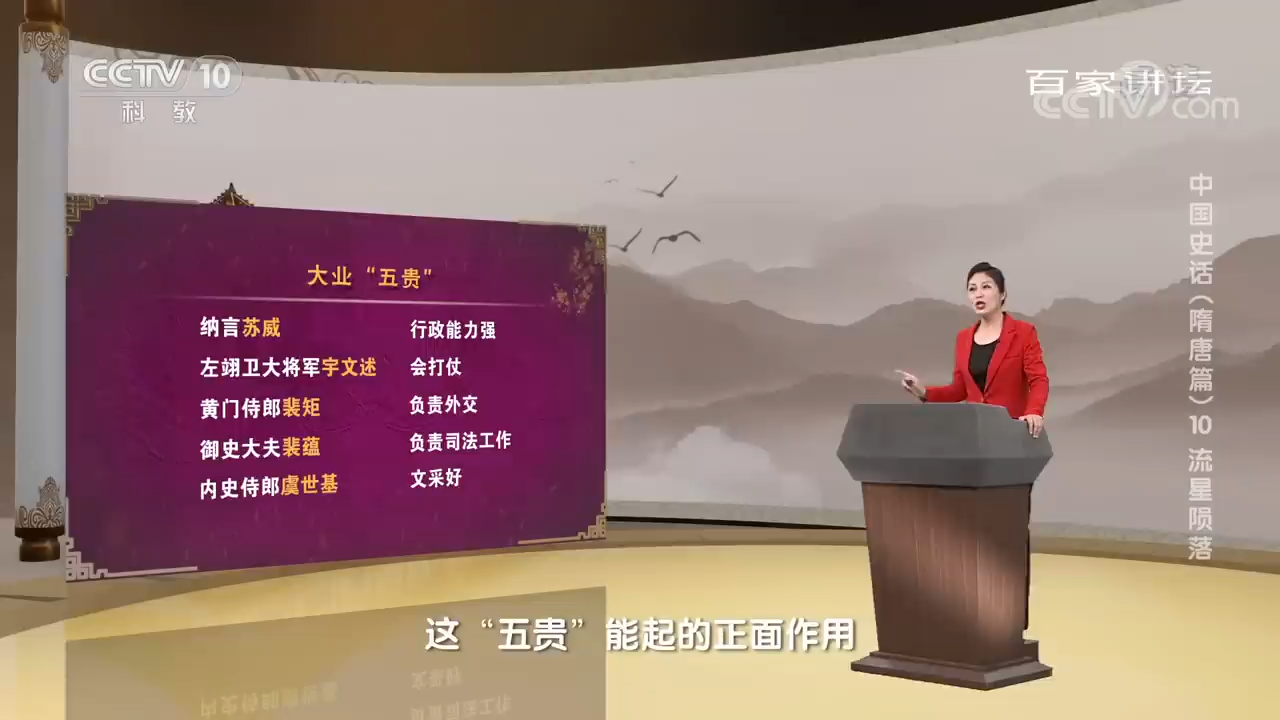 CCTV 10
科 教
百家讲坛
CCTV.com
中国史话（隋唐篇）10 流星陨落
大业“五贵”
纳言苏威 行政能力强
左翊卫大将军宇文述 会打仗
黄门侍郎裴矩 负责外交
御史大夫裴蕴 负责司法工作
内史侍郎虞世基 文采好
这“五贵”能起的正面作用